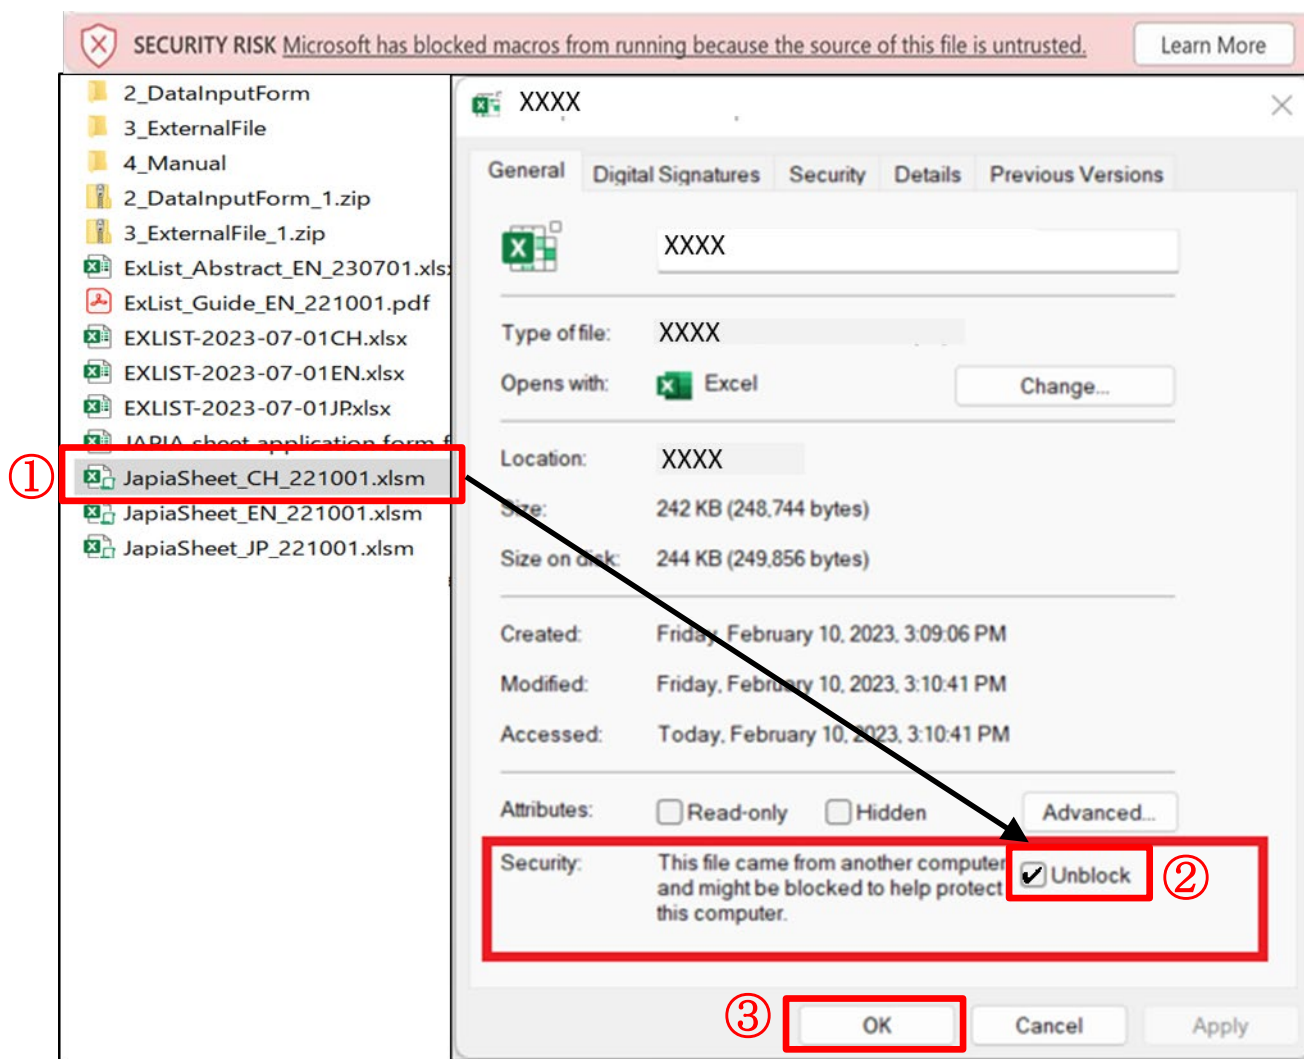 SECURITY RISK Microsoft has blocked macros from running because the source of this file is untrusted. Learn More
2_DataInputForm
3_ExternalFile
4_Manual
2_DataInputForm_1.zip
3_ExternalFile_1.zip
ExList_Abstract_EN_230701.xls
ExList_Guide_EN_221001.pdf
EXLIST-2023-07-01CH.xlsx
EXLIST-2023-07-01EN.xlsx
EXLIST-2023-07-01JP.xlsx
JAPIA sheet application form f
① JapiaSheet_CH_221001.xlsm
JapiaSheet_EN_221001.xlsm
JapiaSheet_JP_221001.xlsm
XXXX
General Digital Signatures Security Details Previous Versions
XXXX
Type of file: XXXX
Opens with: Excel Change...
Location: XXXX
Size: 242 KB (248,744 bytes)
Size on disk: 244 KB (249,856 bytes)
Created: Friday, February 10, 2023, 3:09:06 PM
Modified: Friday, February 10, 2023, 3:10:41 PM
Accessed: Today, February 10, 2023, 3:10:41 PM
Attributes: Read-only Hidden Advanced...
Security: This file came from another computer
and might be blocked to help protect
this computer.
Unblock ②
③ OK Cancel Apply